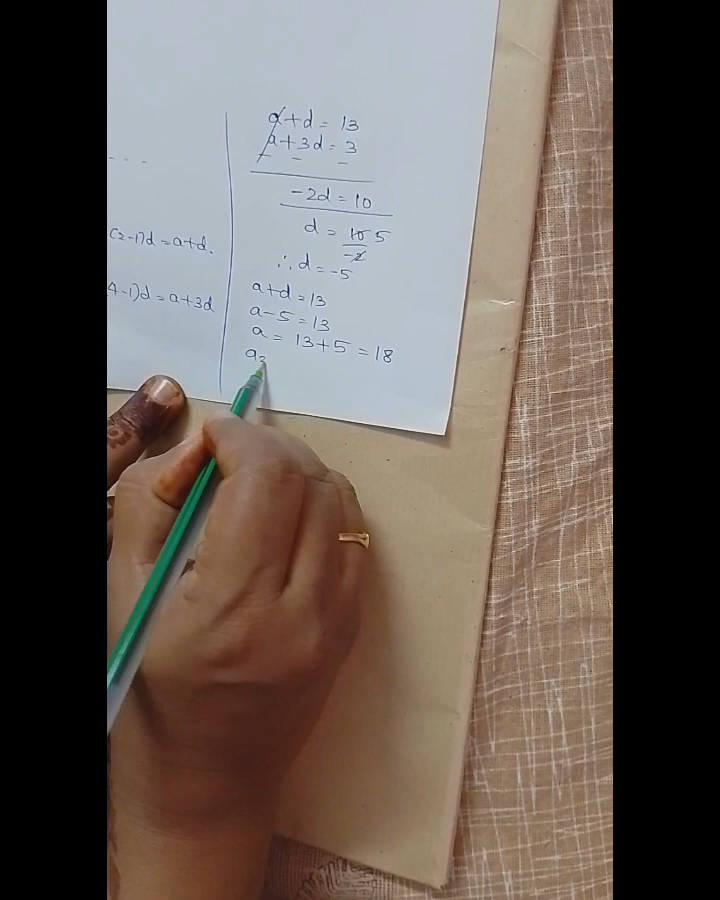 - - -
(2-1)d = a+d.
4-1)d = a+3d
a+d = 13
a+3d = 3
- - -
-2d = 10
d = 10 5
-2
∴ d = -5
a+d = 13
a-5 = 13
a = 13+5 = 18
a3